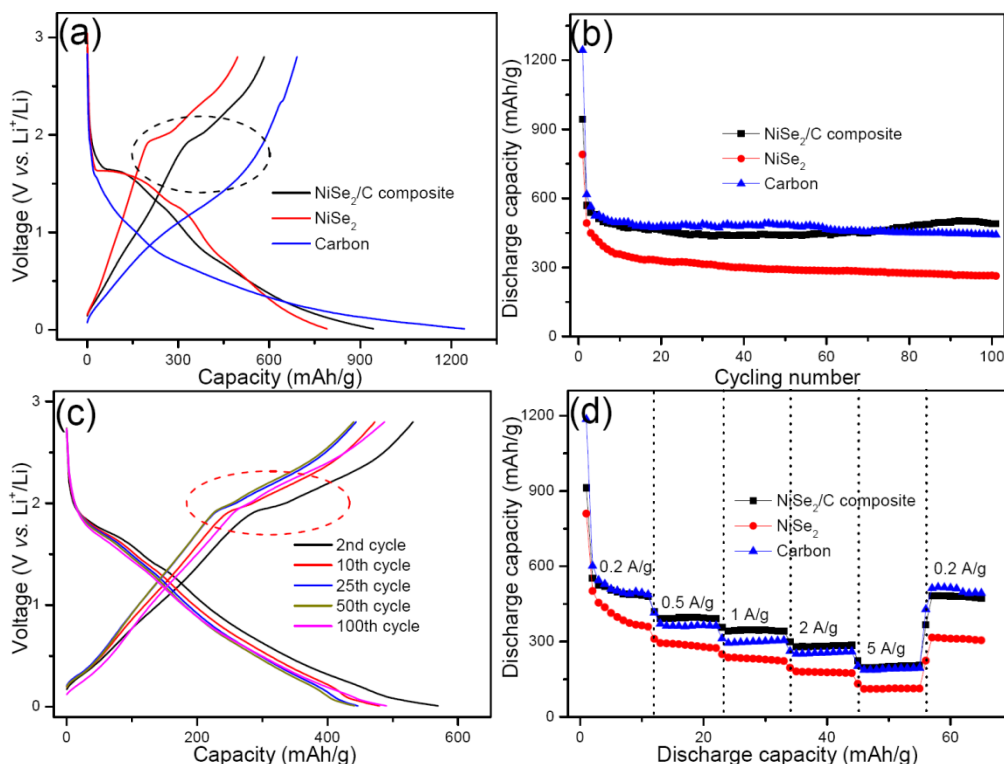 (a)
3
2
1
0
Voltage (V vs. Li⁺/Li)
NiSe₂/C composite
NiSe₂
Carbon
0 300 600 900 1200
Capacity (mAh/g)
(b)
1200
900
600
300
0
Discharge capacity (mAh/g)
NiSe₂/C composite
NiSe₂
Carbon
0 20 40 60 80 100
Cycling number
(c)
3
2
1
0
Voltage (V vs. Li⁺/Li)
2nd cycle
10th cycle
25th cycle
50th cycle
100th cycle
0 200 400 600
Capacity (mAh/g)
(d)
1200
900
600
300
0
Discharge capacity (mAh/g)
NiSe₂/C composite
NiSe₂
Carbon
0.2 A/g
0.5 A/g
1 A/g
2 A/g
5 A/g
0.2 A/g
0 20 40 60
Discharge capacity (mAh/g)